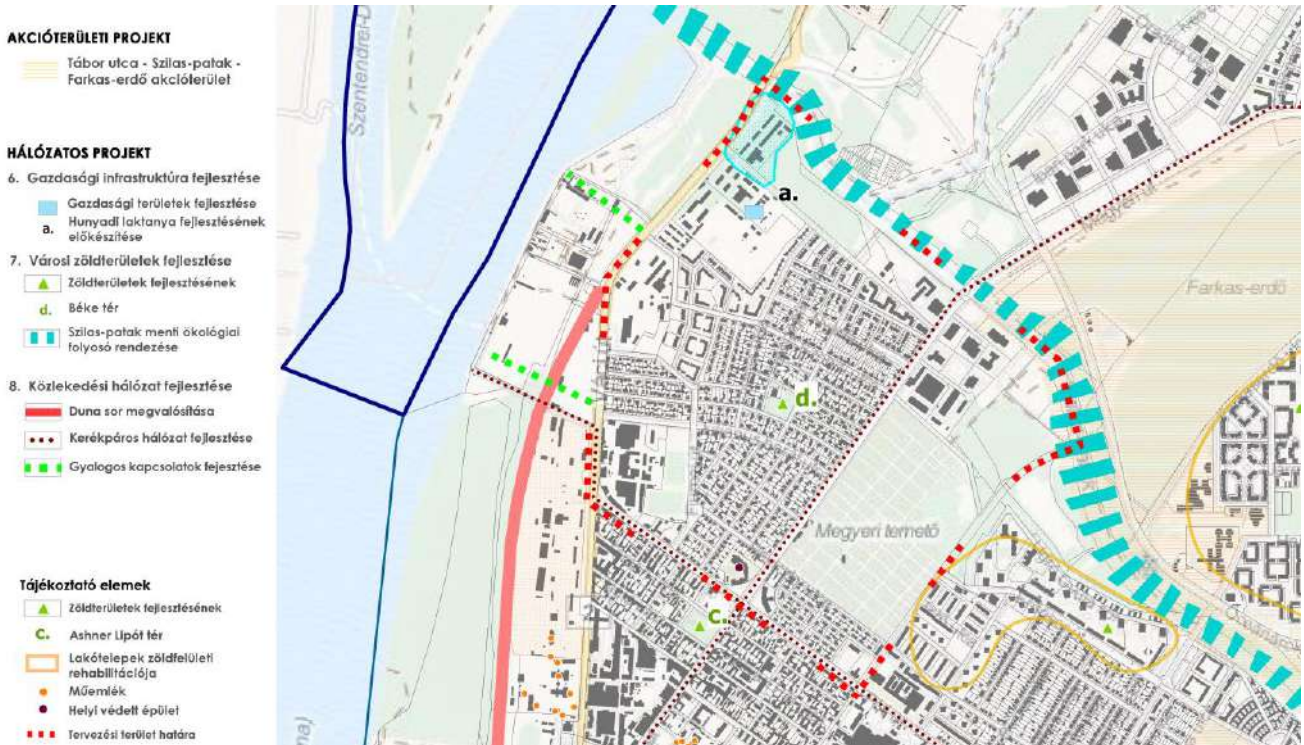 AKCIÓTERÜLETI PROJEKT
Tábor utca - Szilas-patak -
Farkas-erdő akcióterület
HÁLÓZATOS PROJEKT
6. Gazdasági infrastruktúra fejlesztése
Gazdasági területek fejlesztése
a. Hunyadi laktanya fejlesztésének
előkészítése
7. Városi zöldterületek fejlesztése
Zöldterületek fejlesztésének
d. Béke tér
Szilas-patak menti ökológiai
folyosó rendezése
8. Közlekedési hálózat fejlesztése
Duna sor megvalósítása
Kerékpáros hálózat fejlesztése
Gyalogos kapcsolatok fejesztése
Tájékoztató elemek
Zöldterületek fejlesztésének
c. Ashner Lipót tér
Lakótelepek zöldfelületi
rehabilitációja
Műemlék
Helyi védett épület
Tervezési terület határa
Szentendrei-D
a.
Megyeri
Farkas-erdő
d.
Megyeri temető
c.
na)